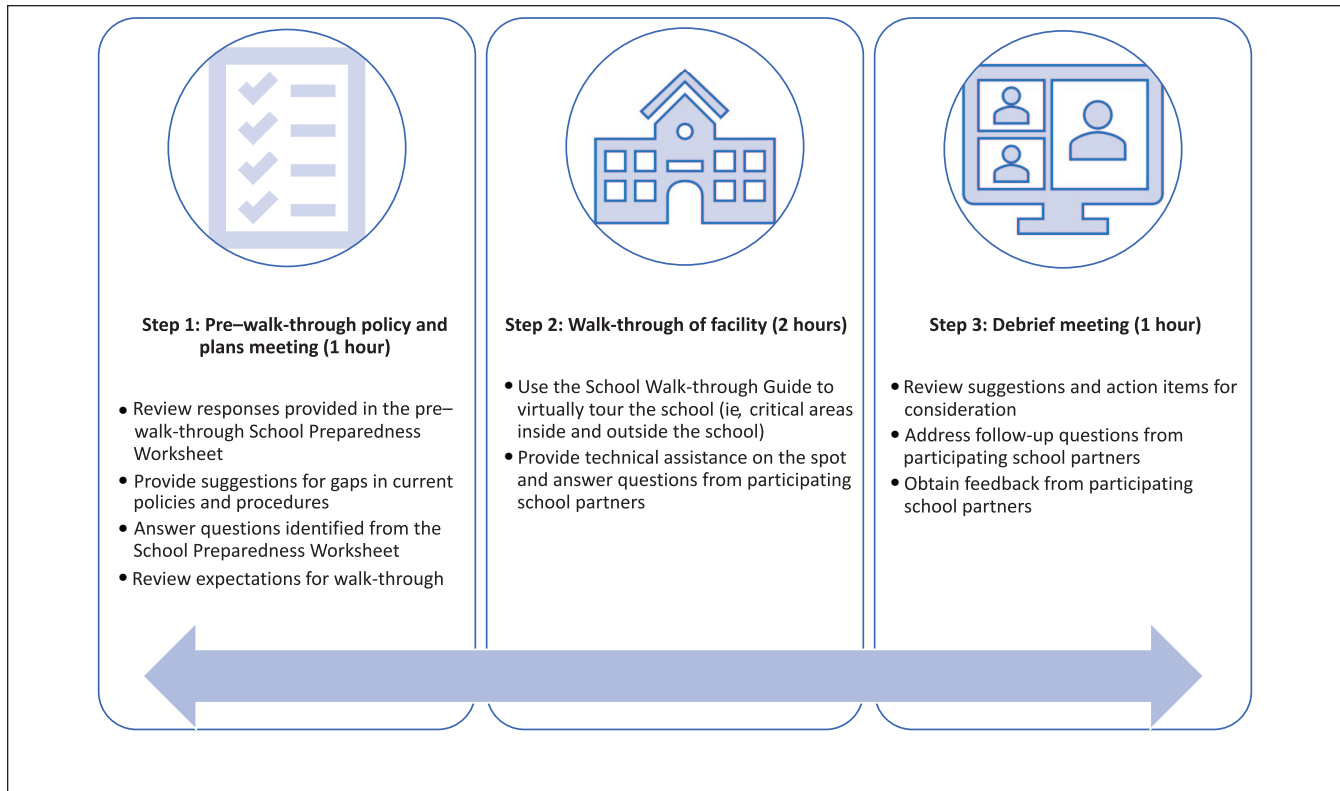 Step 1: Pre–walk-through policy and
plans meeting (1 hour)
• Review responses provided in the pre–
walk-through School Preparedness
Worksheet
• Provide suggestions for gaps in current
policies and procedures
• Answer questions identified from the
School Preparedness Worksheet
• Review expectations for walk-through
Step 2: Walk-through of facility (2 hours)
• Use the School Walk-through Guide to
virtually tour the school (ie, critical areas
inside and outside the school)
• Provide technical assistance on the spot
and answer questions from participating
school partners
Step 3: Debrief meeting (1 hour)
• Review suggestions and action items for
consideration
• Address follow-up questions from
participating school partners
• Obtain feedback from participating
school partners